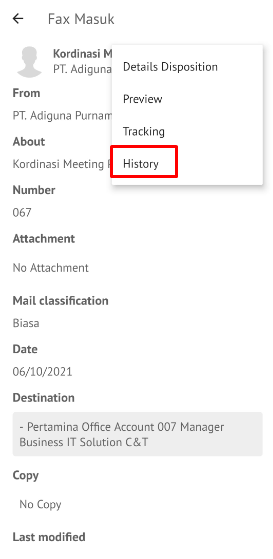 Fax Masuk
Kordinasi M
PT. Adiguna
Details Disposition
Preview
Tracking
History
From
PT. Adiguna Purnam
About
Kordinasi Meeting
Number
067
Attachment
No Attachment
Mail classification
Biasa
Date
06/10/2021
Destination
- Pertamina Office Account 007 Manager
Business IT Solution C&T
Copy
No Copy
Last modified